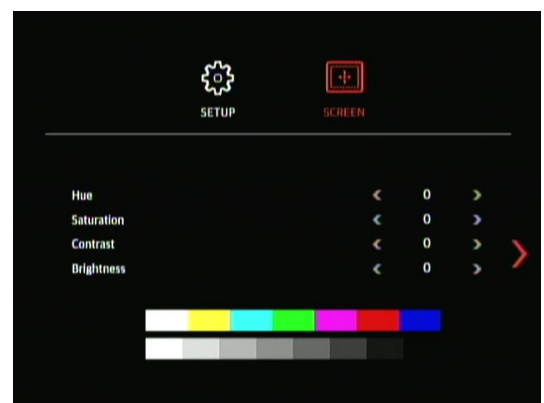 SETUP SCREEN
Hue < 0 >
Saturation < 0 >
Contrast < 0 >
Brightness < 0 >